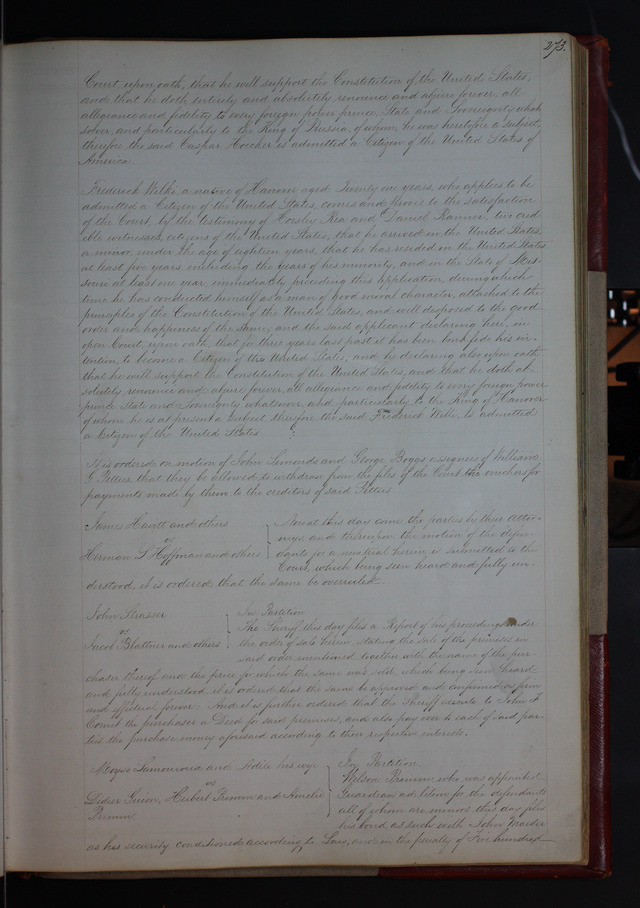 273.
Court upon oath, that he will support the Constitution of the United States,
and that he doth entirely and absolutely renounce and abjure forever, all
allegiance and fidelity to every foreign power prince, State and Sovereignty what-
soever, and particularly to the King of Prussia, of whom he was heretofore a subject,
therefore the said Caspar is admitted a Citizen of the United States of
America.
Frederick Wilke a native of Hanover aged Twenty one years, who applies to be
admitted a Citizen of the United States, comes and proves to the satisfaction
of the Court, by the testimony of Rea and Daniel two cred-
ible witnesses, citizens of the United States, that he arrived in the United States
a minor, under the age of eighteen years, that he has resided in the United States
at least five years, including the years of his minority, and in the State of Mis-
souri at least one year, immediately preceding this application, during which
time he has conducted himself as a man of good moral character, attached to the
principles of the Constitution of the United States, and well disposed to the good
order and happiness of the same; and the said applicant declaring here, in
open Court, upon oath, that for three years last past it has been bona fide his in-
tention, to become a Citizen of the United States, and he declaring also upon oath,
that he will support the Constitution of the United States, and that he doth ab-
solutely renounce and abjure forever, all allegiance and fidelity to every foreign power
prince state and sovereignty whatsoever, and particularly to the King of Hanover
of whom he is at present a subject therefore the said Frederick Wilke is admitted
a Citizen of the United States
It is ordered on motion of John Simonds and George Boggs assignees of William
G Pettus that they be allowed to withdraw from the files of the Court the vouchers for
payments made by them to the creditors of said Pettus
James and others
vs
Herman L Hoffman and others
Now at this day come the parties by their Attor-
neys and thereupon the motion of the defen-
dants for a nonsuit herein is submitted to the
Court, which being seen heard and fully un-
derstood, it is ordered that the same be overruled.
John Strasser
vs
Jacob Blattner and others
In Partition
The Sheriff this day files a Report of his proceedings under
the order of sale herein stating the sale of the premises in
said order mentioned together with the name of the pur-
chaser thereof and the price for which the same was sold, which being seen heard
and fully understood it is ordered that the same be approved and confirmed firm
and effectual forever. And it is further ordered that the Sheriff execute to John A
the purchaser a Deed for said premises, and also pay over to each of said par-
ties the purchase money aforesaid according to their respective interests.
Moyse Lamoureux and Adile his wife
vs
Didier Guion, Hubert Primm and Amelie
Primm.
In Partition.
Wilson Primm who was appointed
Guardian ad litem for the defendants
all of whom are minors this day files
his bond as such with John
as his security conditioned according to Law, and in the penalty of Five hundred